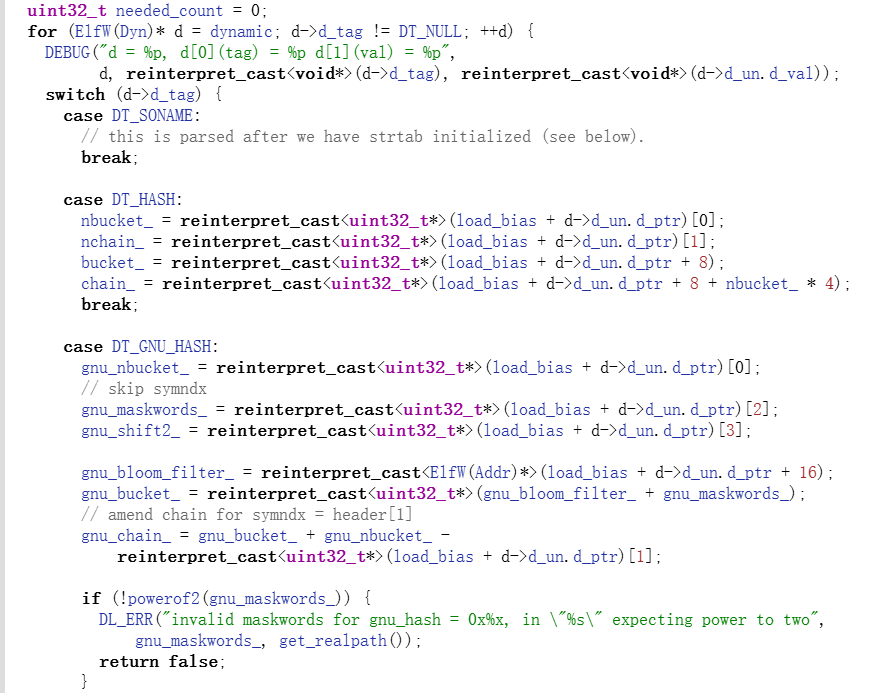 uint32_t needed_count = 0;
for (ElfW(Dyn)* d = dynamic; d->d_tag != DT_NULL; ++d) {
  DEBUG("d = %p, d[0](tag) = %p d[1](val) = %p",
        d, reinterpret_cast<void*>(d->d_tag), reinterpret_cast<void*>(d->d_un.d_val));
  switch (d->d_tag) {
    case DT_SONAME:
      // this is parsed after we have strtab initialized (see below).
      break;

    case DT_HASH:
      nbucket_ = reinterpret_cast<uint32_t*>(load_bias + d->d_un.d_ptr)[0];
      nchain_ = reinterpret_cast<uint32_t*>(load_bias + d->d_un.d_ptr)[1];
      bucket_ = reinterpret_cast<uint32_t*>(load_bias + d->d_un.d_ptr + 8);
      chain_ = reinterpret_cast<uint32_t*>(load_bias + d->d_un.d_ptr + 8 + nbucket_ * 4);
      break;

    case DT_GNU_HASH:
      gnu_nbucket_ = reinterpret_cast<uint32_t*>(load_bias + d->d_un.d_ptr)[0];
      // skip symndx
      gnu_maskwords_ = reinterpret_cast<uint32_t*>(load_bias + d->d_un.d_ptr)[2];
      gnu_shift2_ = reinterpret_cast<uint32_t*>(load_bias + d->d_un.d_ptr)[3];

      gnu_bloom_filter_ = reinterpret_cast<ElfW(Addr)*>(load_bias + d->d_un.d_ptr + 16);
      gnu_bucket_ = reinterpret_cast<uint32_t*>(gnu_bloom_filter_ + gnu_maskwords_);
      // amend chain for symndx = header[1]
      gnu_chain_ = gnu_bucket_ + gnu_nbucket_ -
          reinterpret_cast<uint32_t*>(load_bias + d->d_un.d_ptr)[1];

      if (!powerof2(gnu_maskwords_)) {
        DL_ERR("invalid maskwords for gnu_hash = 0x%x, in \"%s\" expecting power to two",
            gnu_maskwords_, get_realpath());
        return false;
      }